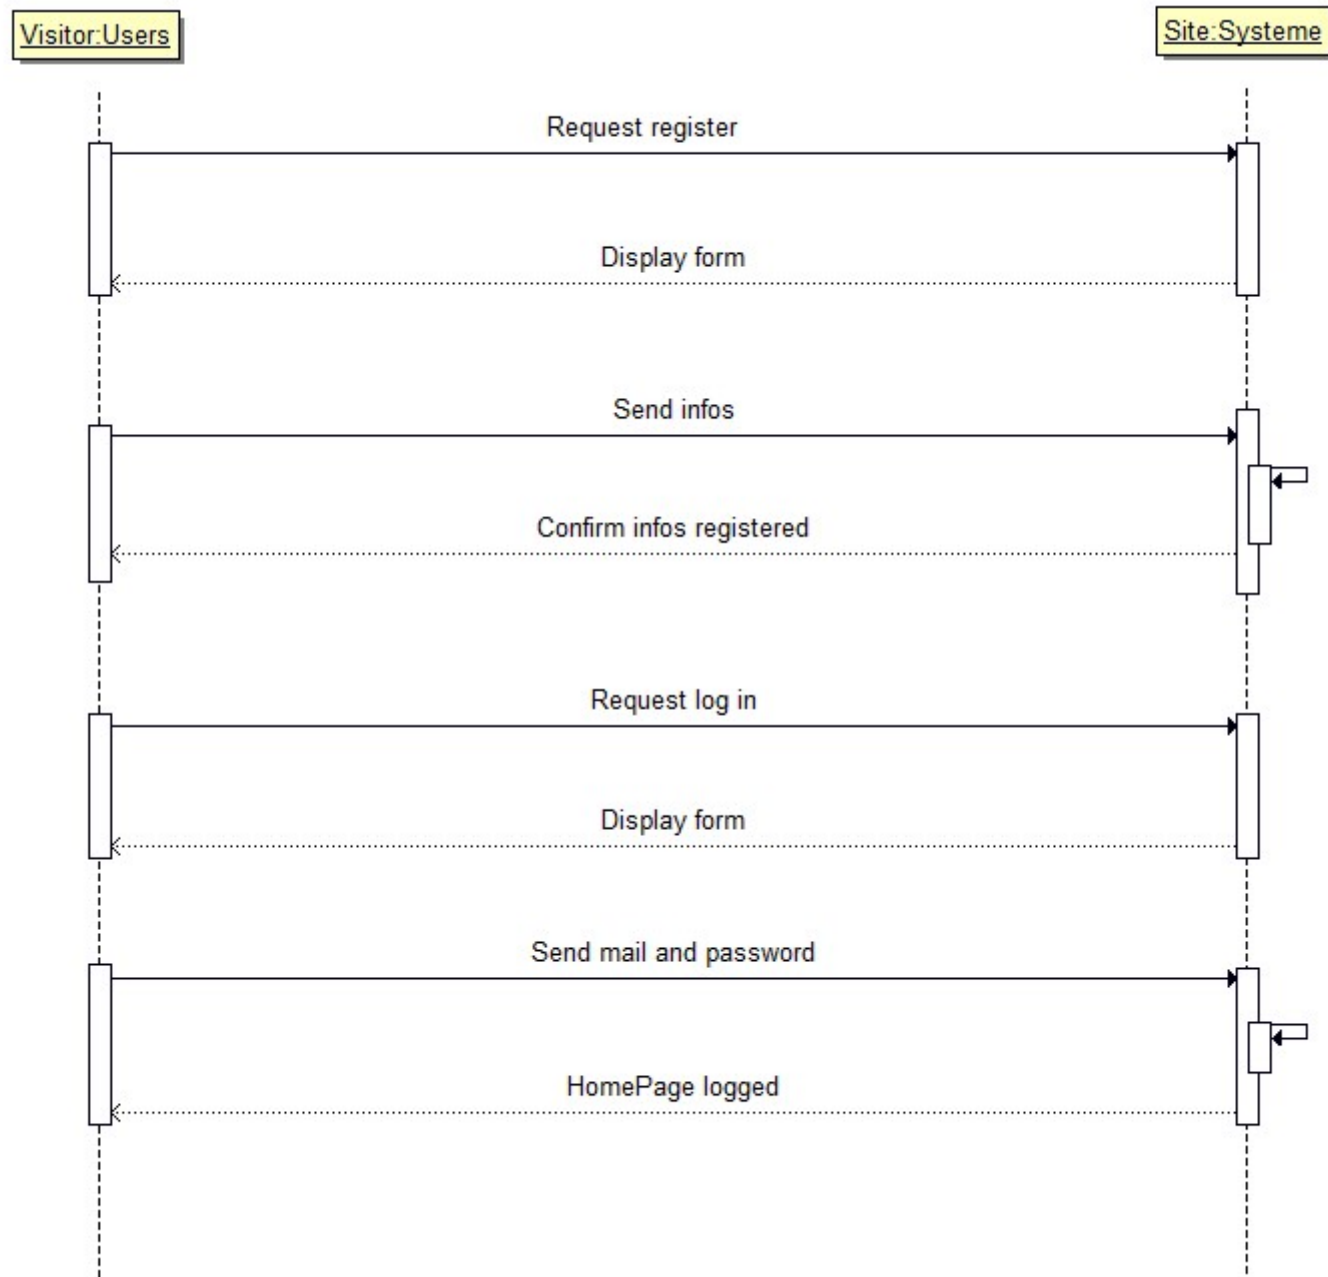 Visitor:Users
Site:Systeme
Request register
Display form
Send infos
Confirm infos registered
Request log in
Display form
Send mail and password
HomePage logged